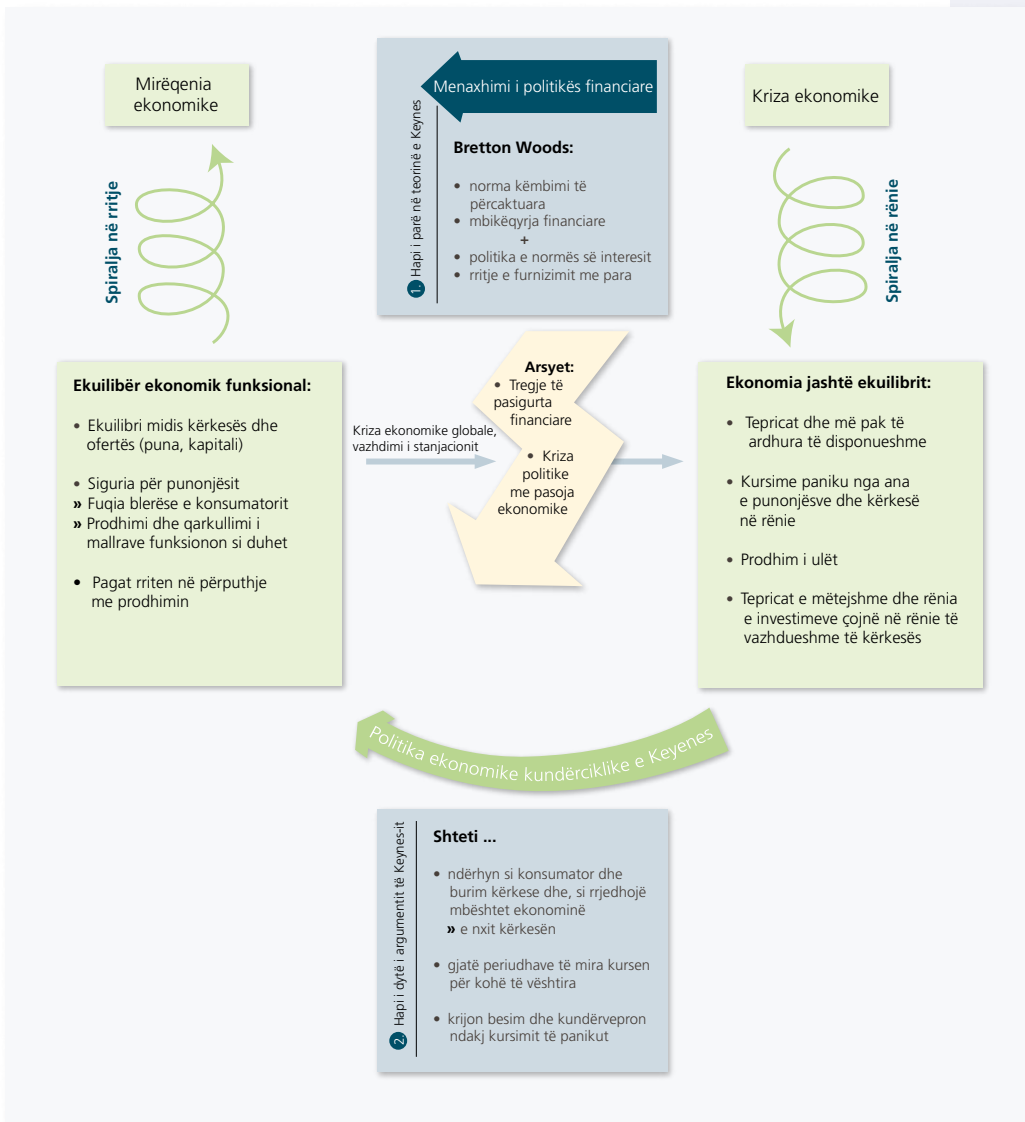 Mirëqenia
ekonomike
Spiralja në rritje
Menaxhimi i politikës financiare
1. Hapi i parë në teorinë e Keynes
Bretton Woods:
• norma këmbimi të
përcaktuara
• mbikëqyrja financiare
+
• politika e normës së interesit
• rritje e furnizimit me para
Kriza ekonomike
Spiralja në rënie
Ekuilibër ekonomik funksional:
• Ekuilibri midis kërkesës dhe
ofertës (puna, kapitali)
• Siguria për punonjësit
» Fuqia blerëse e konsumatorit
» Prodhimi dhe qarkullimi i
mallrave funksionon si duhet
• Pagat rriten në përputhje
me prodhimin
Kriza ekonomike globale,
vazhdimi i stanjacionit
Arsyet:
• Tregje të
pasigurta
financiare
• Kriza
politike
me pasoja
ekonomike
Ekonomia jashtë ekuilibrit:
• Tepricat dhe më pak të
ardhura të disponueshme
• Kursime paniku nga ana
e punonjësve dhe kërkesë
në rënie
• Prodhim i ulët
• Tepricat e mëtejshme dhe rënia
e investimeve çojnë në rënie të
vazhdueshme të kërkesës
Politika ekonomike kundërciklike e Keyenes
2. Hapi i dytë i argumentit të Keynes-it
Shteti ...
• ndërhyn si konsumator dhe
burim kërkese dhe, si rrjedhojë
mbështet ekonominë
» e nxit kërkesën
• gjatë periudhave të mira kursen
për kohë të vështira
• krijon besim dhe kundërvepron
ndakj kursimit të panikut